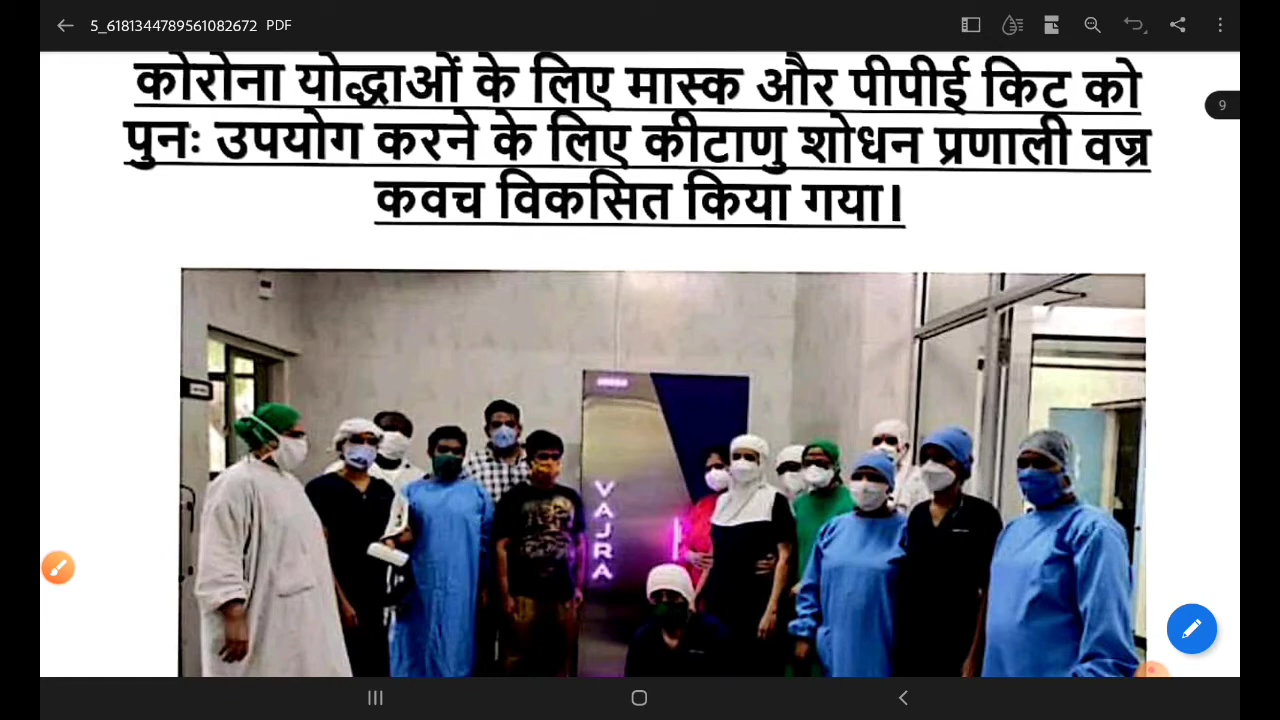 5_6181344789561082672 PDF
कोरोना योद्धाओं के लिए मास्क और पीपीई किट को
9
पुनः उपयोग करने के लिए कीटाणु शोधन प्रणाली वज्र
कवच विकसित किया गया।
VAJRA